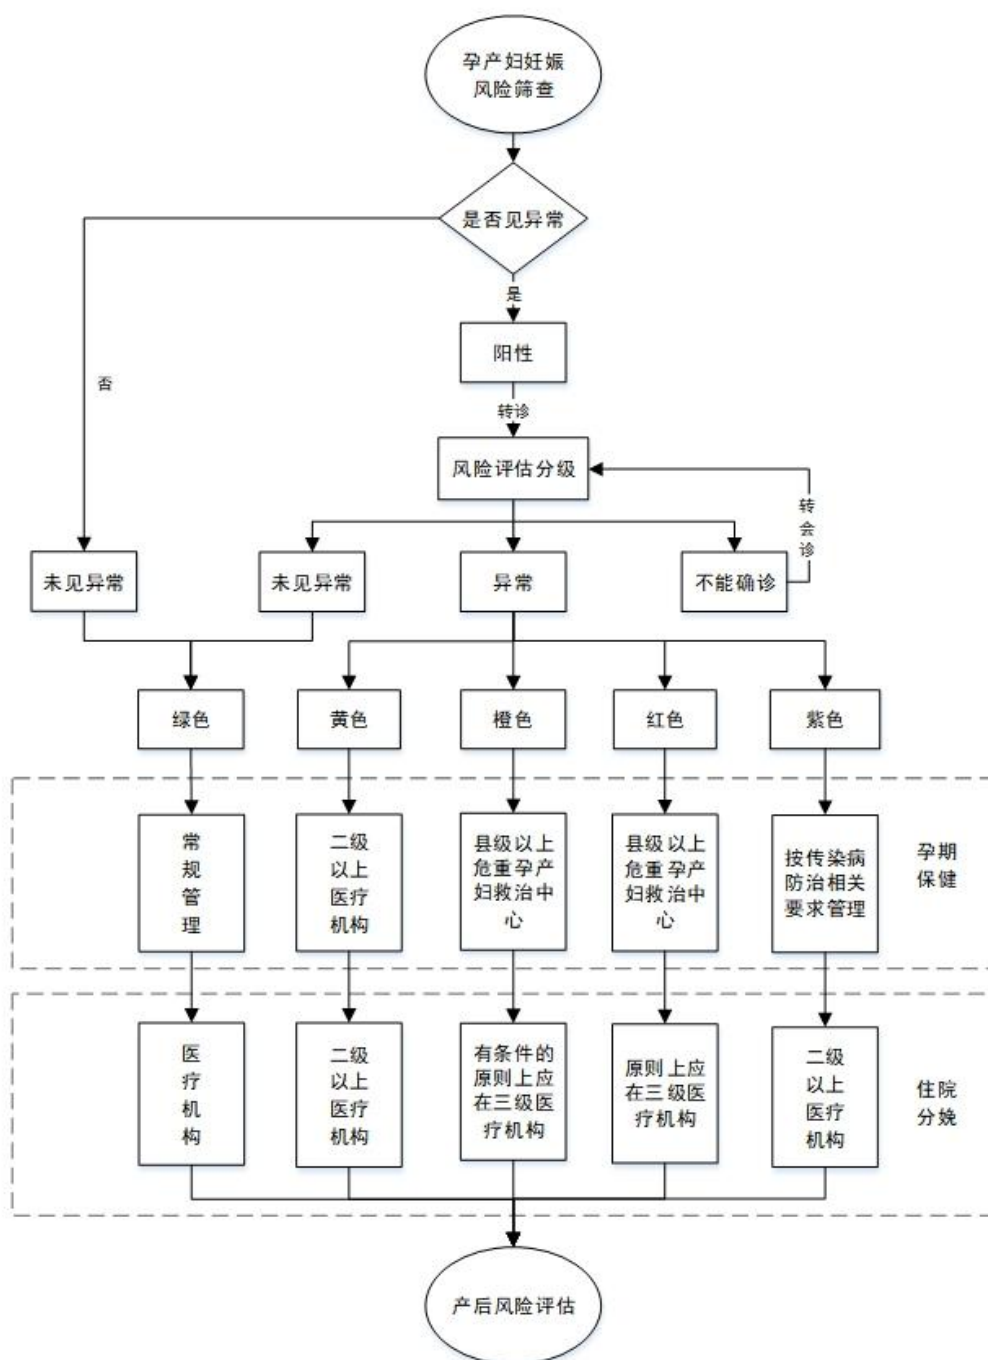 孕产妇妊娠
风险筛查
是否见异常
是
阳性
否
转诊
风险评估分级
转
会
诊
未见异常
未见异常
异常
不能确诊
绿色
黄色
橙色
红色
紫色
常
规
管
理
二级
以上
医疗
机构
县级以上
危重孕产
妇救治中
心
县级以上
危重孕产
妇救治中
心
按传染病
防治相关
要求管理
孕期
保健
医
疗
机
构
二级
以上
医疗
机构
有条件的
原则上应
在三级医
疗机构
原则上应
在三级医
疗机构
二级
以上
医疗
机构
住院
分娩
产后风险评估